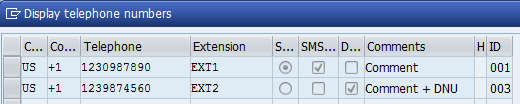 Display telephone numbers
C... Co... Telephone Extension S... SMS... D... Comments H ID
US +1 1230987890 EXT1 Comment 001
US +1 1239874560 EXT2 Comment + DNU 003